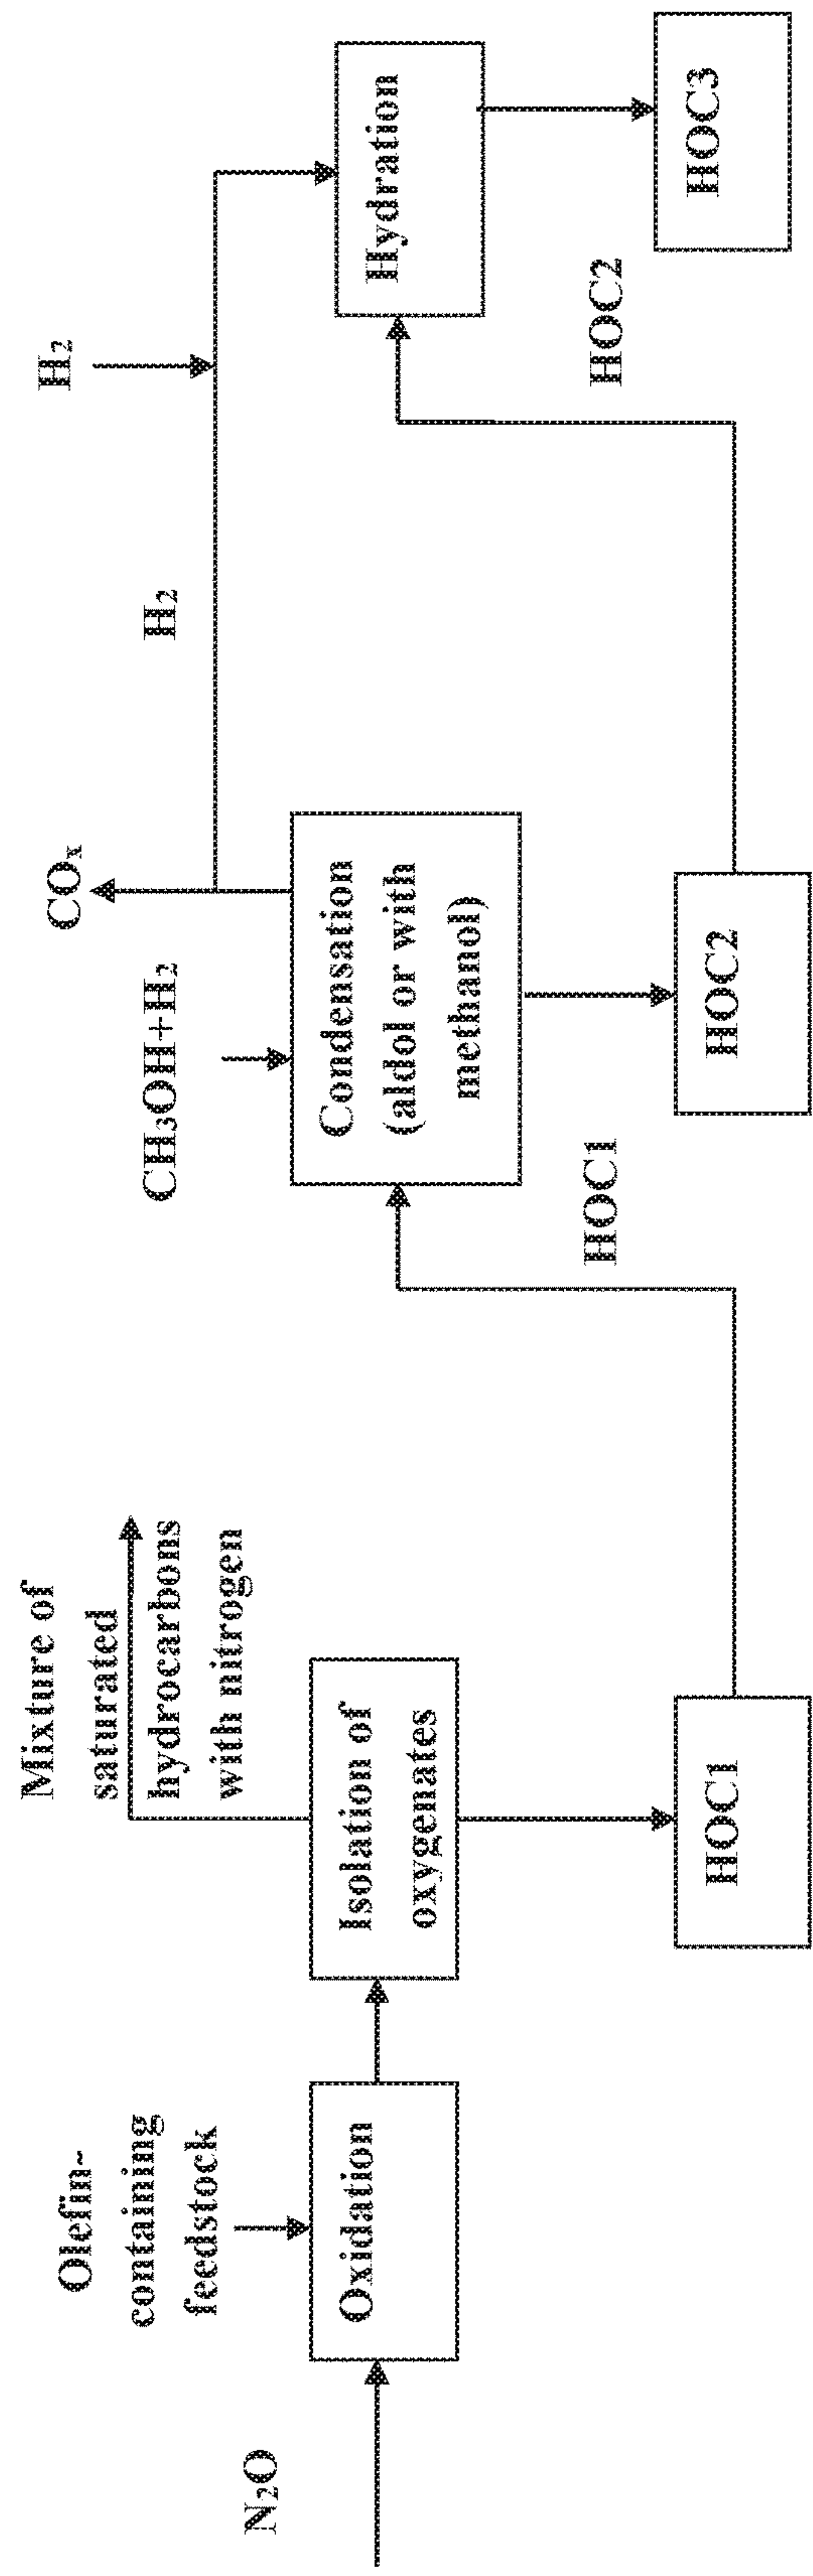 N₂O
Olefin-
containing
feedstock
Oxidation
Mixture of
saturated
hydrocarbons
with nitrogen
Isolation of
oxygenates
HOC1
HOC1
CH₃OH+H₂
COₓ
Condensation
(aldol or with
methanol)
HOC2
H₂
H₂
HOC2
Hydration
HOC3